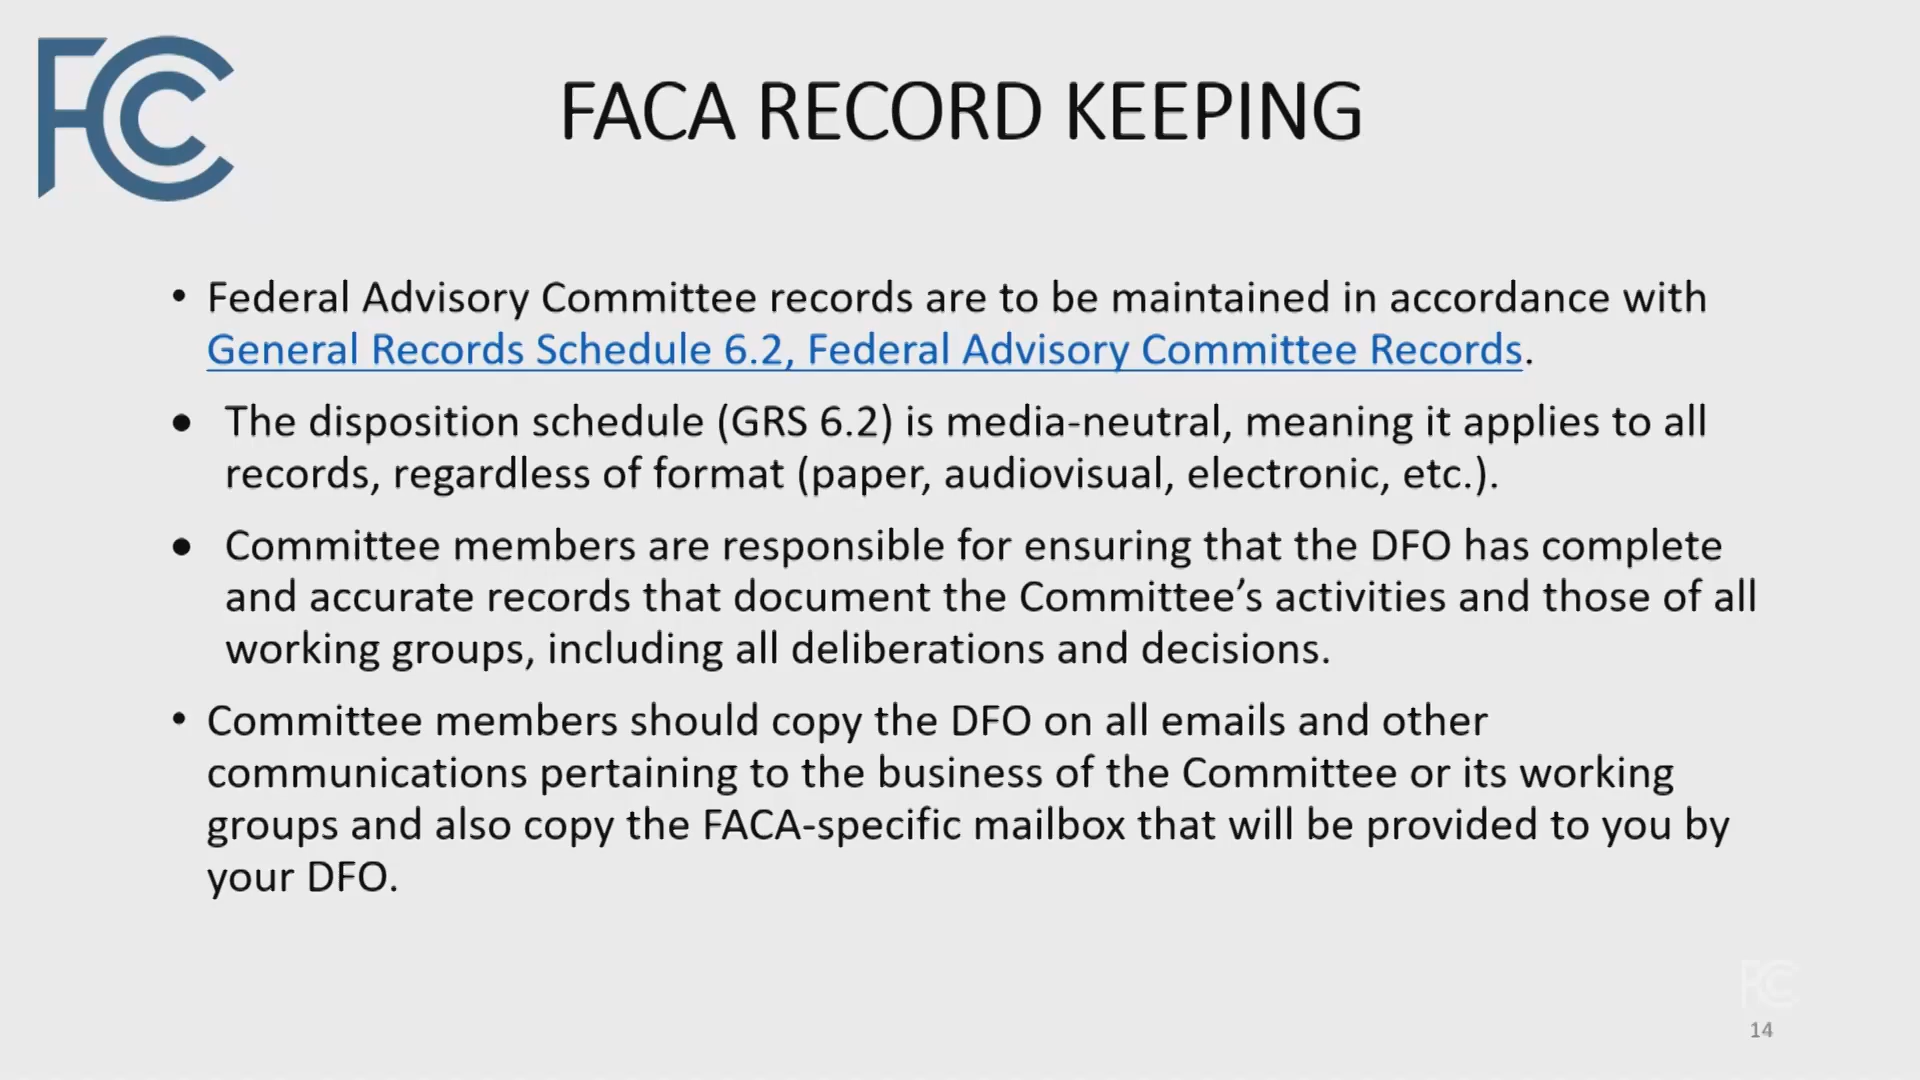 FCC
FACA RECORD KEEPING
• Federal Advisory Committee records are to be maintained in accordance with
General Records Schedule 6.2, Federal Advisory Committee Records.
• The disposition schedule (GRS 6.2) is media-neutral, meaning it applies to all
records, regardless of format (paper, audiovisual, electronic, etc.).
• Committee members are responsible for ensuring that the DFO has complete
and accurate records that document the Committee’s activities and those of all
working groups, including all deliberations and decisions.
• Committee members should copy the DFO on all emails and other
communications pertaining to the business of the Committee or its working
groups and also copy the FACA-specific mailbox that will be provided to you by
your DFO.
FCC
14